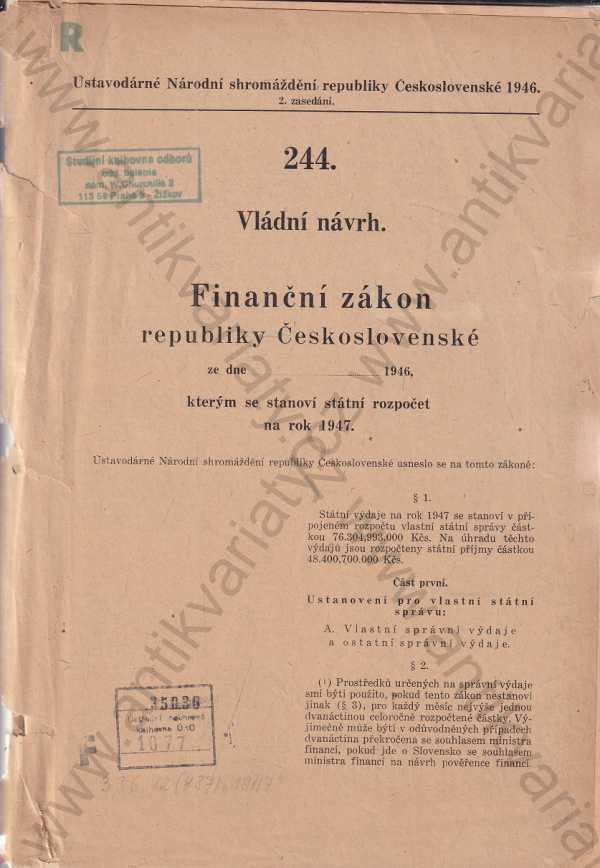 R
Ustavodárné Národní shromáždění republiky Československé 1946.
2. zasedání.
Studijní knihovna odborů
nám. W. Churchilla 2
113 59 Praha 3 - Žižkov
244.
Vládní návrh.
Finanční zákon
republiky Československé
ze dne 1946,
kterým se stanoví státní rozpočet
na rok 1947.
Ustavodárné Národní shromáždění republiky Československé usneslo se na tomto zákoně:
§ 1.
Státní výdaje na rok 1947 se stanoví v při-
pojeném rozpočtu vlastní státní správy část-
kou 76.304,993.000 Kčs. Na úhradu těchto
výdajů jsou rozpočteny státní příjmy částkou
48.400,700.000 Kčs.
Část první.
Ustanovení pro vlastní státní
správu:
A. Vlastní správní výdaje
a ostatní správní výdaje.
§ 2.
(¹) Prostředků určených na správní výdaje
smí býti použito, pokud tento zákon nestanoví
jinak (§ 3), pro každý měsíc nejvýše jednou
dvanáctinou celoročně rozpočtené částky. Vý-
jimečně může býti v odůvodněných případech
dvanáctina překročena se souhlasem ministra
financí, pokud jde o Slovensko se souhlasem
ministra financí na návrh pověřence financí.
35036
knihovna ÚRO
1677
www.antikvariaty.cz